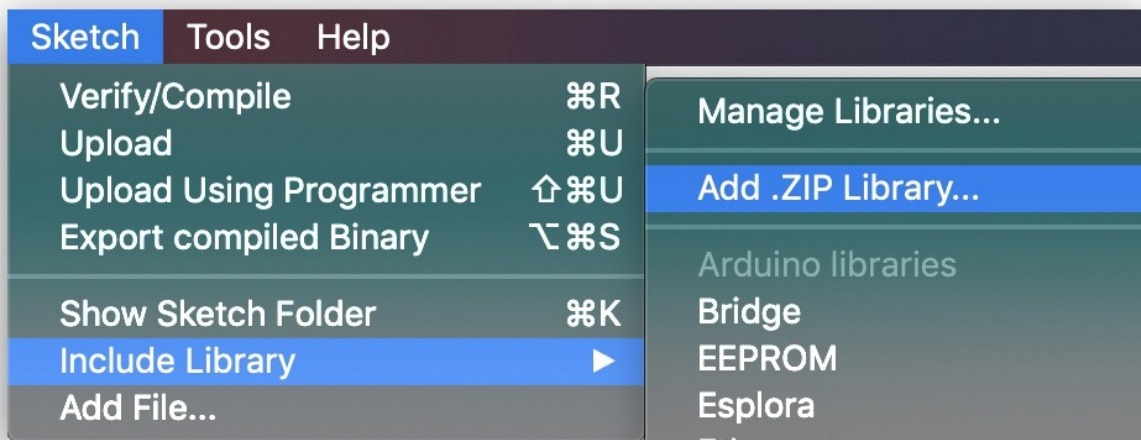 Sketch Tools Help
Verify/Compile ⌘R
Upload ⌘U
Upload Using Programmer ⇧⌘U
Export compiled Binary ⌥⌘S
Show Sketch Folder ⌘K
Include Library ▶
Add File...
Manage Libraries...
Add .ZIP Library...
Arduino libraries
Bridge
EEPROM
Esplora